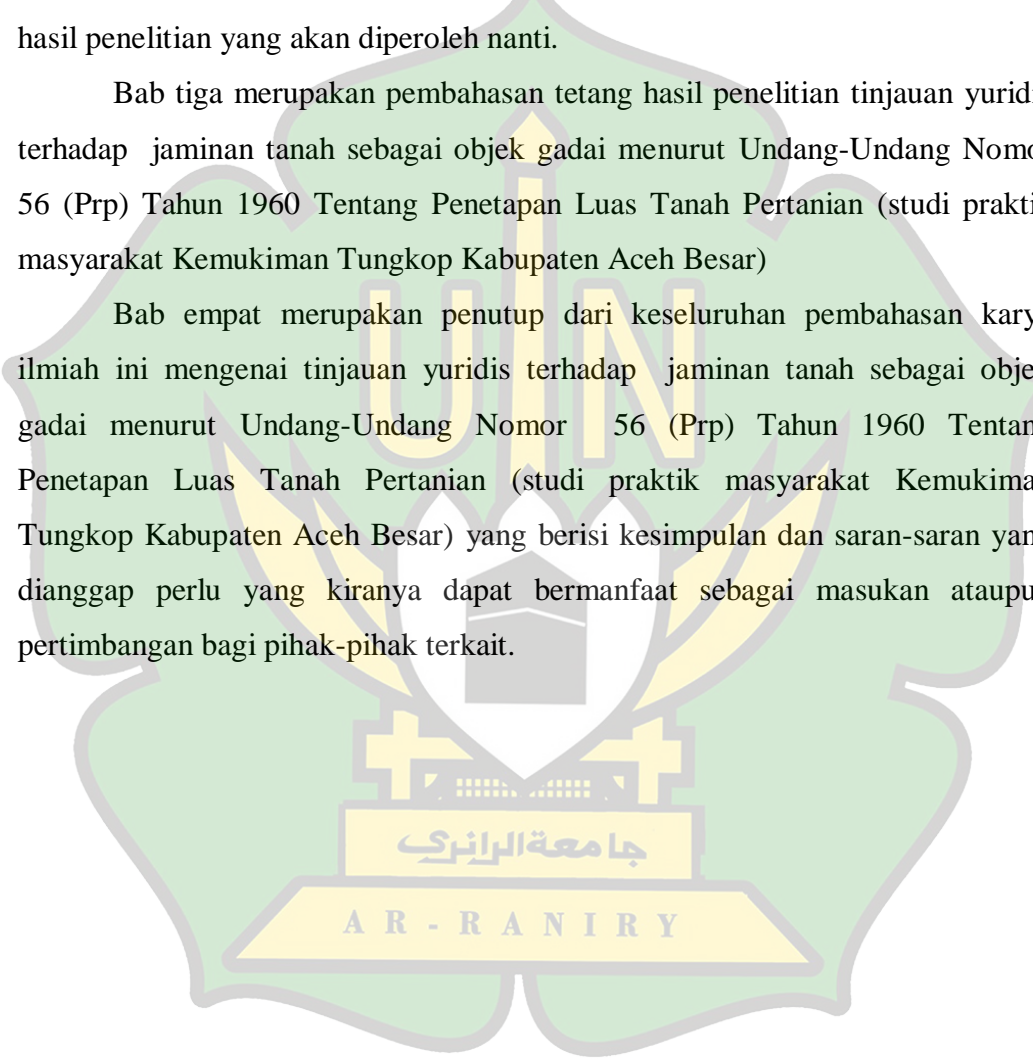 hasil penelitian yang akan diperoleh nanti.
Bab tiga merupakan pembahasan tetang hasil penelitian tinjauan yuridi
terhadap jaminan tanah sebagai objek gadai menurut Undang-Undang Nomo
56 (Prp) Tahun 1960 Tentang Penetapan Luas Tanah Pertanian (studi prakti
masyarakat Kemukiman Tungkop Kabupaten Aceh Besar)
Bab empat merupakan penutup dari keseluruhan pembahasan kary
ilmiah ini mengenai tinjauan yuridis terhadap jaminan tanah sebagai obje
gadai menurut Undang-Undang Nomor 56 (Prp) Tahun 1960 Tentan
Penetapan Luas Tanah Pertanian (studi praktik masyarakat Kemukima
Tungkop Kabupaten Aceh Besar) yang berisi kesimpulan dan saran-saran yan
dianggap perlu yang kiranya dapat bermanfaat sebagai masukan ataupu
pertimbangan bagi pihak-pihak terkait.
UIN
جامعةالرانري
AR-RANIRY